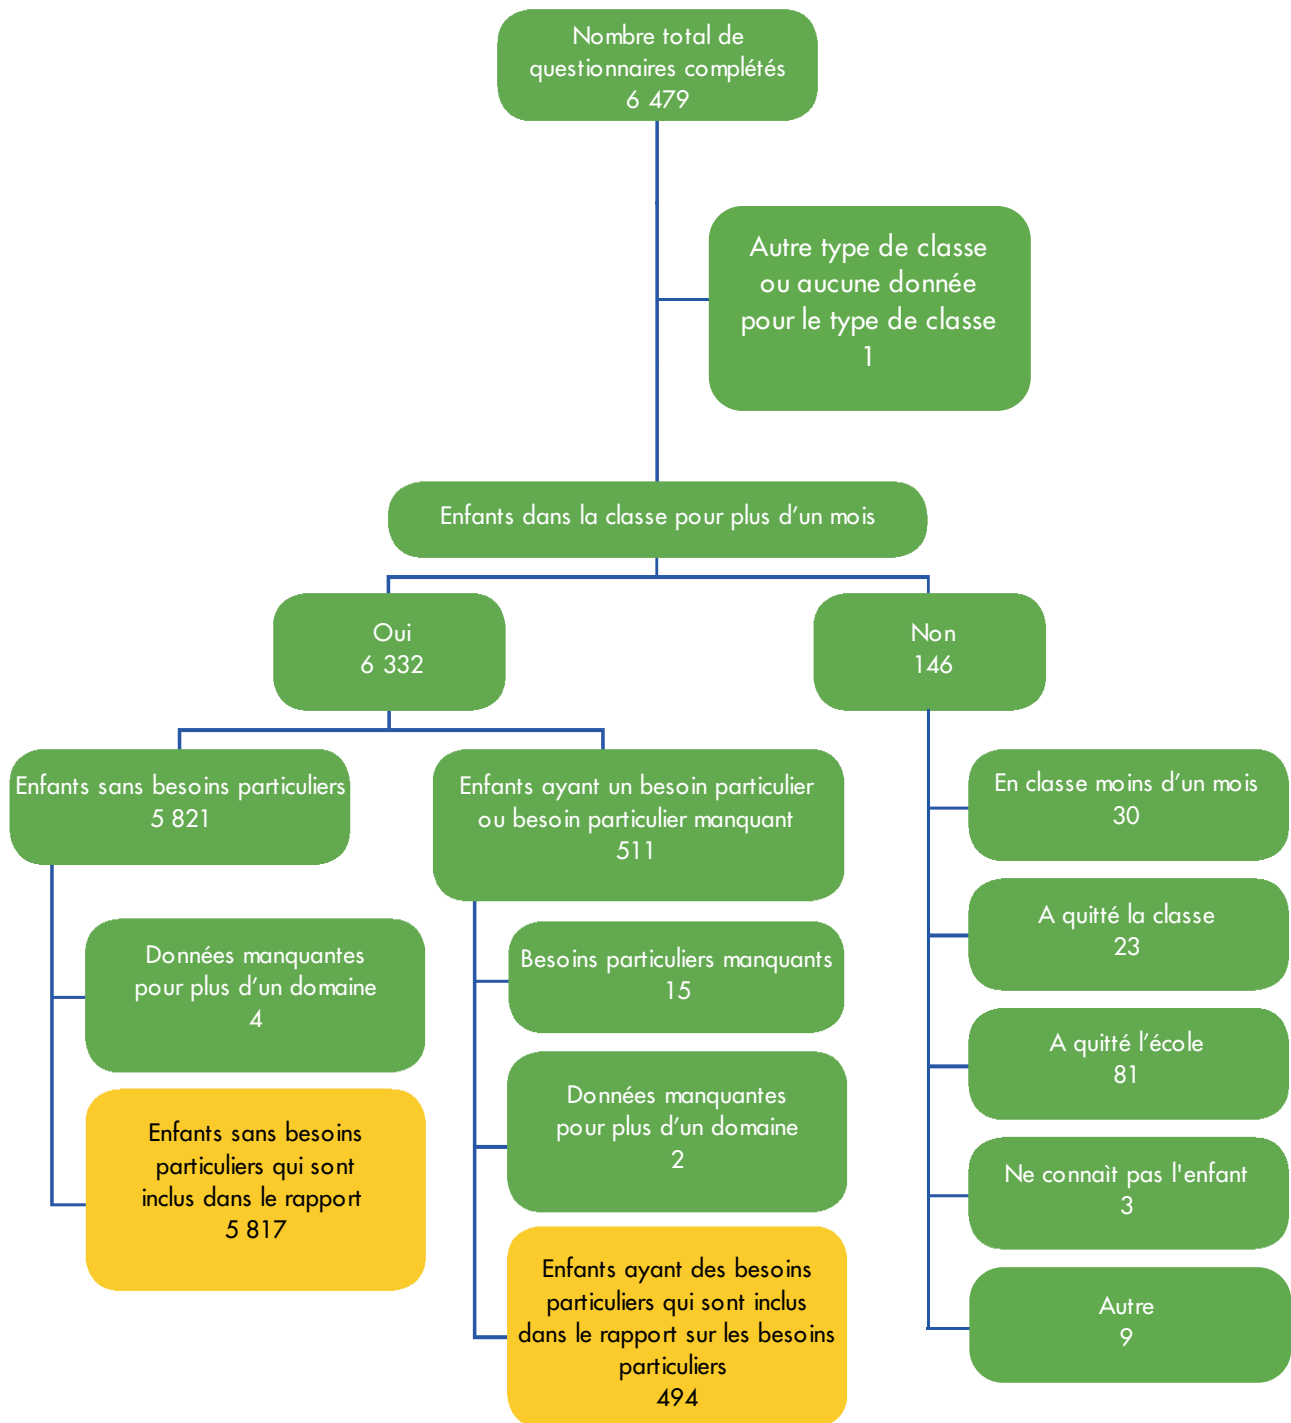 Nombre total de
questionnaires complétés
6 479
Autre type de classe
ou aucune donnée
pour le type de classe
1
Enfants dans la classe pour plus d’un mois
Oui
6 332
Non
146
Enfants sans besoins particuliers
5 821
Enfants ayant un besoin particulier
ou besoin particulier manquant
511
En classe moins d’un mois
30
A quitté la classe
23
Données manquantes
pour plus d’un domaine
4
Besoins particuliers manquants
15
A quitté l’école
81
Données manquantes
pour plus d’un domaine
2
Enfants sans besoins
particuliers qui sont
inclus dans le rapport
5 817
Ne connaìt pas l'enfant
3
Enfants ayant des besoins
particuliers qui sont inclus
dans le rapport sur les besoins
particuliers
494
Autre
9